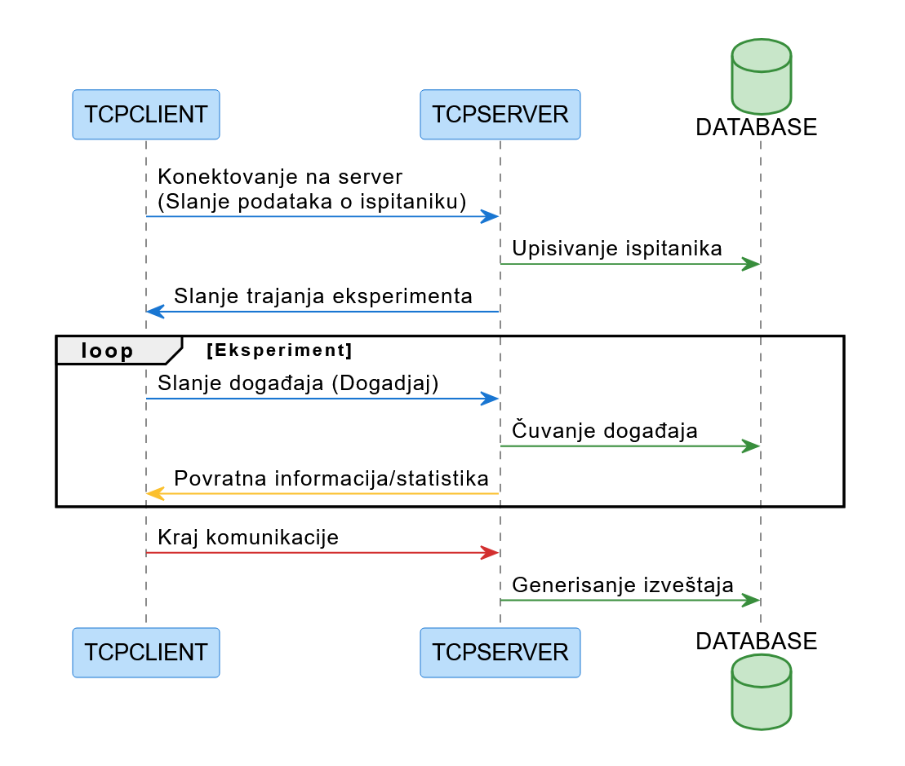 TCPCLIENT
TCPSERVER
DATABASE
Konektovanje na server
(Slanje podataka o ispitaniku)
Upisivanje ispitanika
Slanje trajanja eksperimenta
loop
[Eksperiment]
Slanje događaja (Dogadjaj)
Čuvanje događaja
Povratna informacija/statistika
Kraj komunikacije
Generisanje izveštaja
TCPCLIENT
TCPSERVER
DATABASE